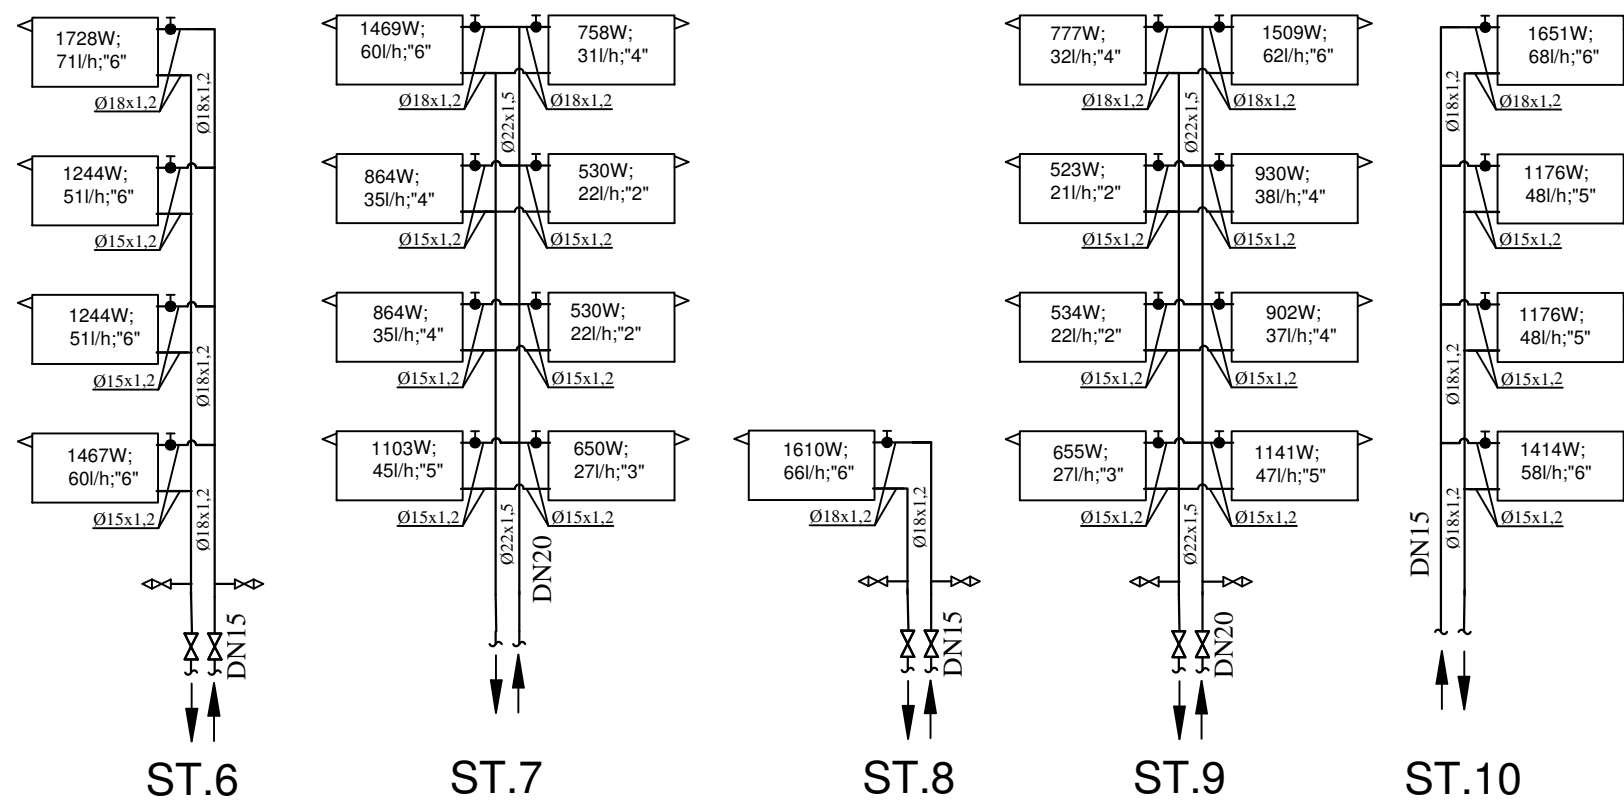 1728W;
71l/h;"6"
Ø18x1,2
Ø18x1,2
1244W;
51l/h;"6"
Ø15x1,2
1244W;
51l/h;"6"
Ø15x1,2
Ø18x1,2
1467W;
60l/h;"6"
Ø15x1,2
Ø18x1,2
DN15
ST.6
1469W;
60l/h;"6"
758W;
31l/h;"4"
Ø18x1,2
Ø18x1,2
Ø22x1,5
864W;
35l/h;"4"
530W;
22l/h;"2"
Ø15x1,2
Ø15x1,2
864W;
35l/h;"4"
530W;
22l/h;"2"
Ø15x1,2
Ø15x1,2
1103W;
45l/h;"5"
650W;
27l/h;"3"
Ø15x1,2
Ø15x1,2
Ø22x1,5
DN20
ST.7
1610W;
66l/h;"6"
Ø18x1,2
Ø18x1,2
DN15
ST.8
777W;
32l/h;"4"
1509W;
62l/h;"6"
Ø18x1,2
Ø18x1,2
Ø22x1,5
523W;
21l/h;"2"
930W;
38l/h;"4"
Ø15x1,2
Ø15x1,2
534W;
22l/h;"2"
902W;
37l/h;"4"
Ø15x1,2
Ø15x1,2
655W;
27l/h;"3"
1141W;
47l/h;"5"
Ø15x1,2
Ø15x1,2
Ø22x1,5
DN20
ST.9
1651W;
68l/h;"6"
Ø18x1,2
Ø18x1,2
1176W;
48l/h;"5"
Ø15x1,2
1176W;
48l/h;"5"
Ø15x1,2
Ø18x1,2
1414W;
58l/h;"6"
Ø15x1,2
Ø18x1,2
DN15
ST.10